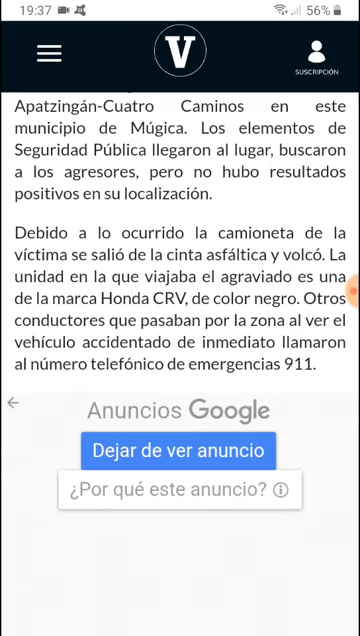 19:37
56%
V
SUSCRIPCIÓN
Apatzingán-Cuatro Caminos en este
municipio de Múgica. Los elementos de
Seguridad Pública llegaron al lugar, buscaron
a los agresores, pero no hubo resultados
positivos en su localización.
Debido a lo ocurrido la camioneta de la
víctima se salió de la cinta asfáltica y volcó. La
unidad en la que viajaba el agraviado es una
de la marca Honda CRV, de color negro. Otros
conductores que pasaban por la zona al ver el
vehículo accidentado de inmediato llamaron
al número telefónico de emergencias 911.
Anuncios Google
Dejar de ver anuncio
¿Por qué este anuncio?